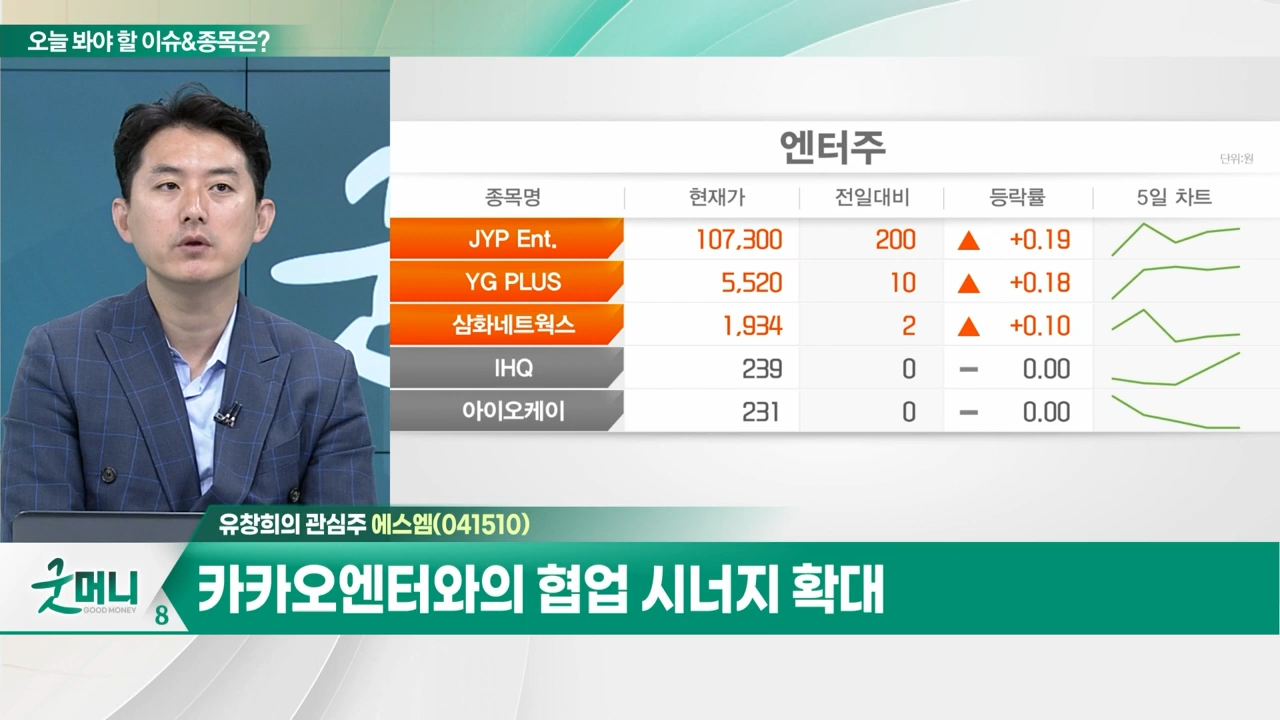 오늘 봐야 할 이슈&종목은?
엔터주
단위:원
종목명 현재가 전일대비 등락률 5일 차트
JYP Ent. 107,300 200 ▲ +0.19
YG PLUS 5,520 10 ▲ +0.18
삼화네트웍스 1,934 2 ▲ +0.10
IHQ 239 0 - 0.00
아이오케이 231 0 - 0.00
유창희의 관심주 에스엠(041510)
굿머니
GOOD MONEY
8
카카오엔터와의 협업 시너지 확대